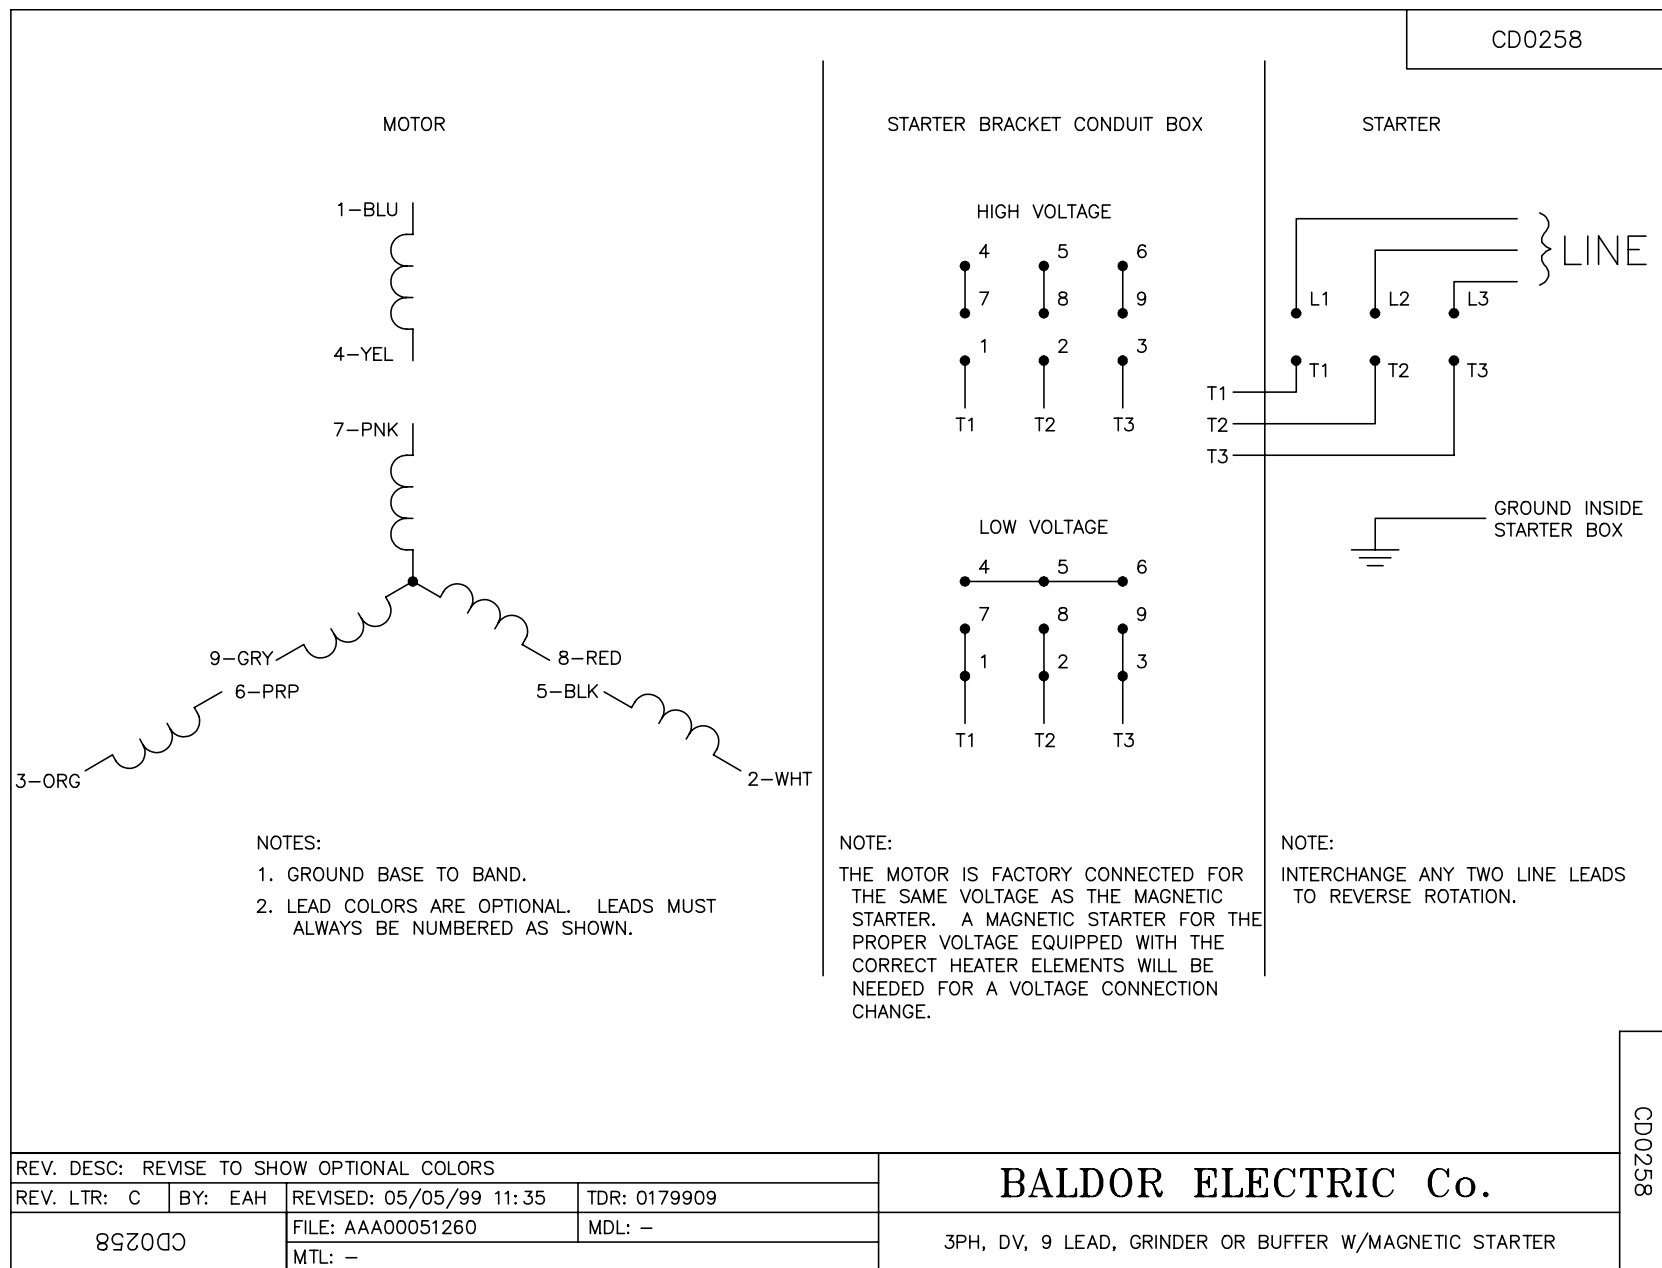 CD0258
MOTOR
1-BLU
4-YEL
7-PNK
9-GRY
8-RED
6-PRP
5-BLK
3-ORG
2-WHT
NOTES:
1. GROUND BASE TO BAND.
2. LEAD COLORS ARE OPTIONAL. LEADS MUST
ALWAYS BE NUMBERED AS SHOWN.
STARTER BRACKET CONDUIT BOX
HIGH VOLTAGE
4 5 6
7 8 9
1 2 3
T1 T2 T3
LOW VOLTAGE
4 5 6
7 8 9
1 2 3
T1 T2 T3
NOTE:
THE MOTOR IS FACTORY CONNECTED FOR
THE SAME VOLTAGE AS THE MAGNETIC
STARTER. A MAGNETIC STARTER FOR THE
PROPER VOLTAGE EQUIPPED WITH THE
CORRECT HEATER ELEMENTS WILL BE
NEEDED FOR A VOLTAGE CONNECTION
CHANGE.
STARTER
LINE
L1 L2 L3
T1 T2 T3
T1
T2
T3
GROUND INSIDE
STARTER BOX
NOTE:
INTERCHANGE ANY TWO LINE LEADS
TO REVERSE ROTATION.
CD0258
REV. DESC: REVISE TO SHOW OPTIONAL COLORS
REV. LTR: C BY: EAH REVISED: 05/05/99 11:35 TDR: 0179909
CD0258
FILE: AAA00051260 MDL: -
MTL: -
BALDOR ELECTRIC Co.
3PH, DV, 9 LEAD, GRINDER OR BUFFER W/MAGNETIC STARTER